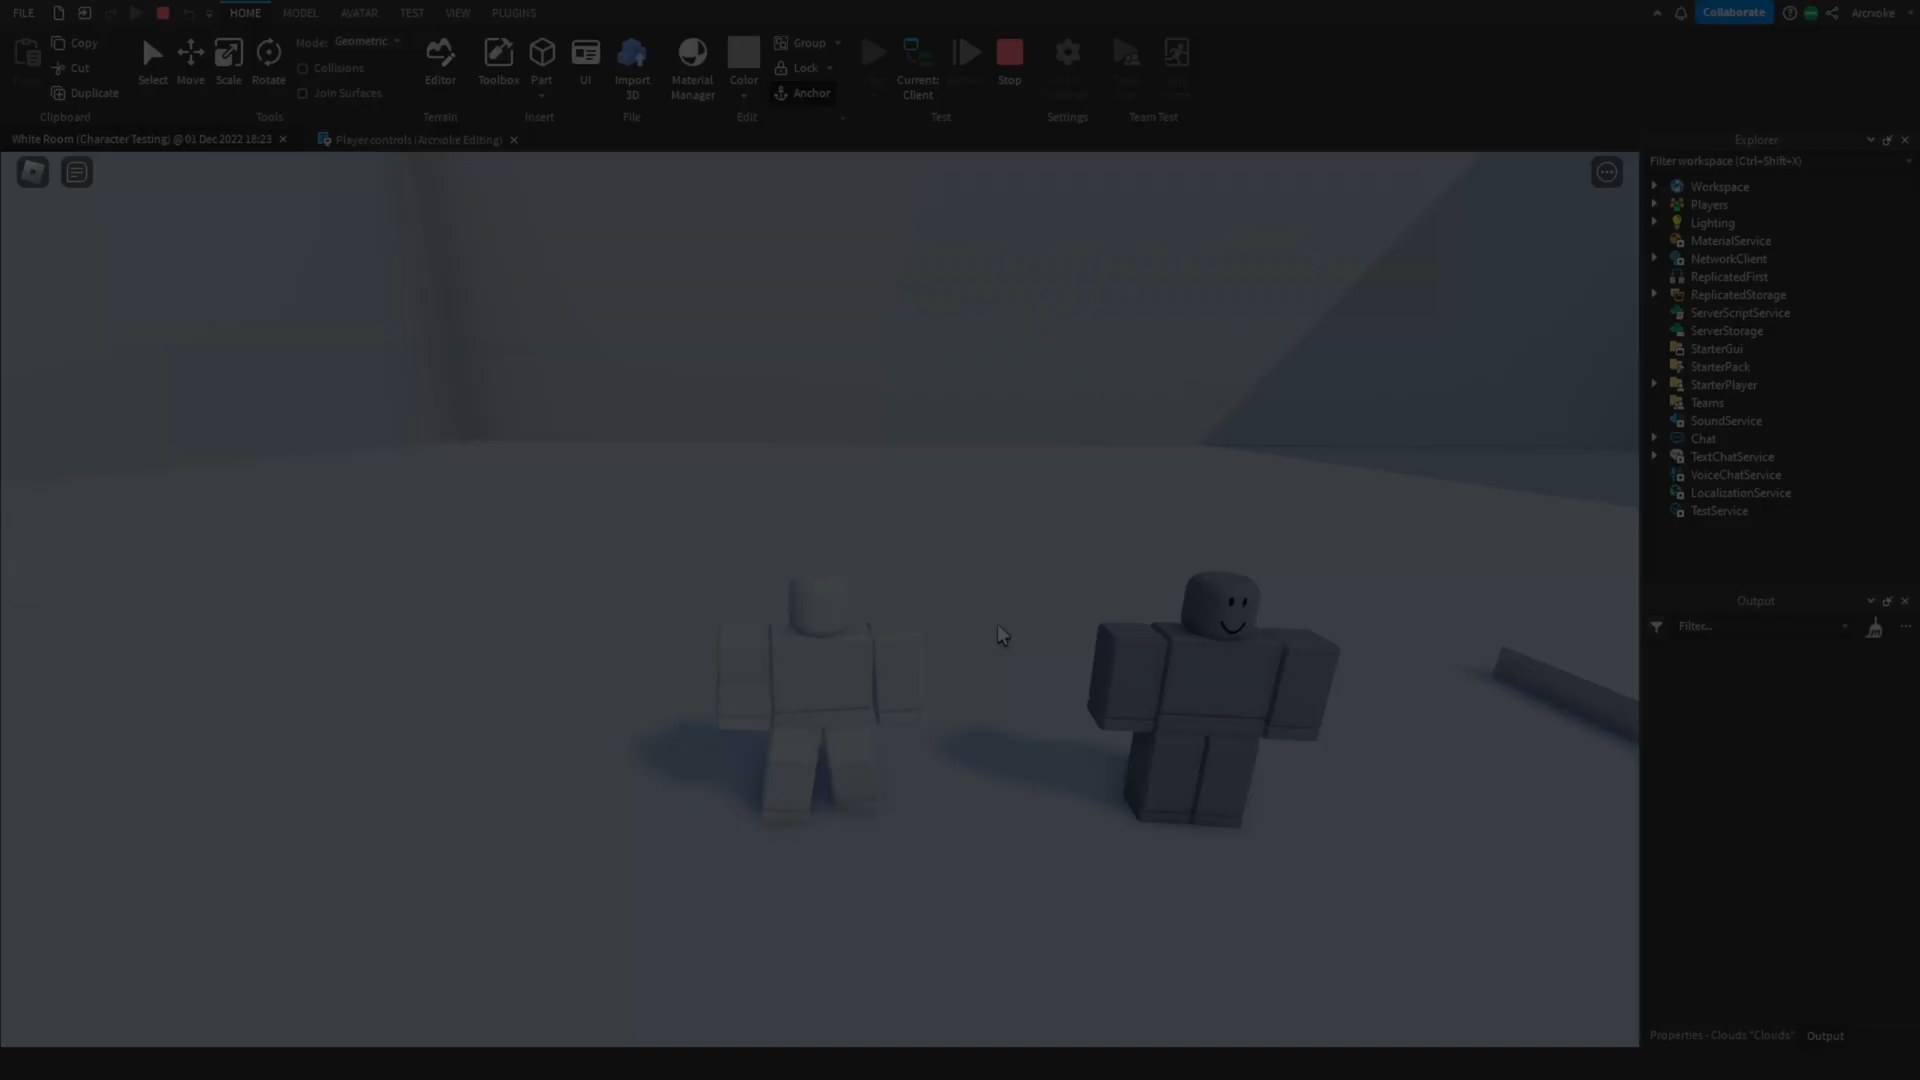 FILE HOME MODEL AVATAR TEST VIEW PLUGINS Collaborate Arcnoke
Copy
Cut
Duplicate
Clipboard
Select Move Scale Rotate
Mode: Geometric
Collisions
Join Surfaces
Tools
Editor
Terrain
Toolbox Part UI
Insert
Import
3D
File
Material
Manager
Color
Group
Lock
Anchor
Edit
Current:
Client
Stop
Test
Settings
Team Test
White Room (Character Testing) @ 01 Dec 2022 18:23
Player controls (Arcnoke Editing)
Explorer
Filter workspace (Ctrl+Shift+X)
Workspace
Players
Lighting
MaterialService
NetworkClient
ReplicatedFirst
ReplicatedStorage
ServerScriptService
ServerStorage
StarterGui
StarterPack
StarterPlayer
Teams
SoundService
Chat
TextChatService
VoiceChatService
LocalizationService
TestService
Output
Filter...
Properties - Clouds "Clouds" Output